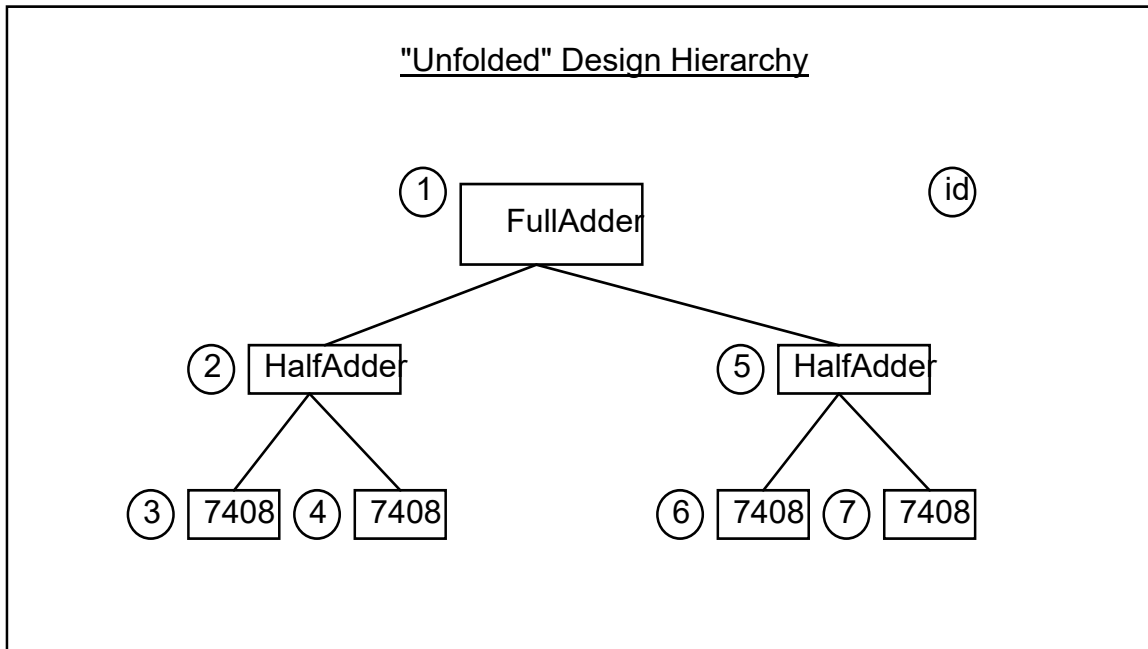 "Unfolded" Design Hierarchy
1 FullAdder id
2 HalfAdder 5 HalfAdder
3 7408 4 7408 6 7408 7 7408